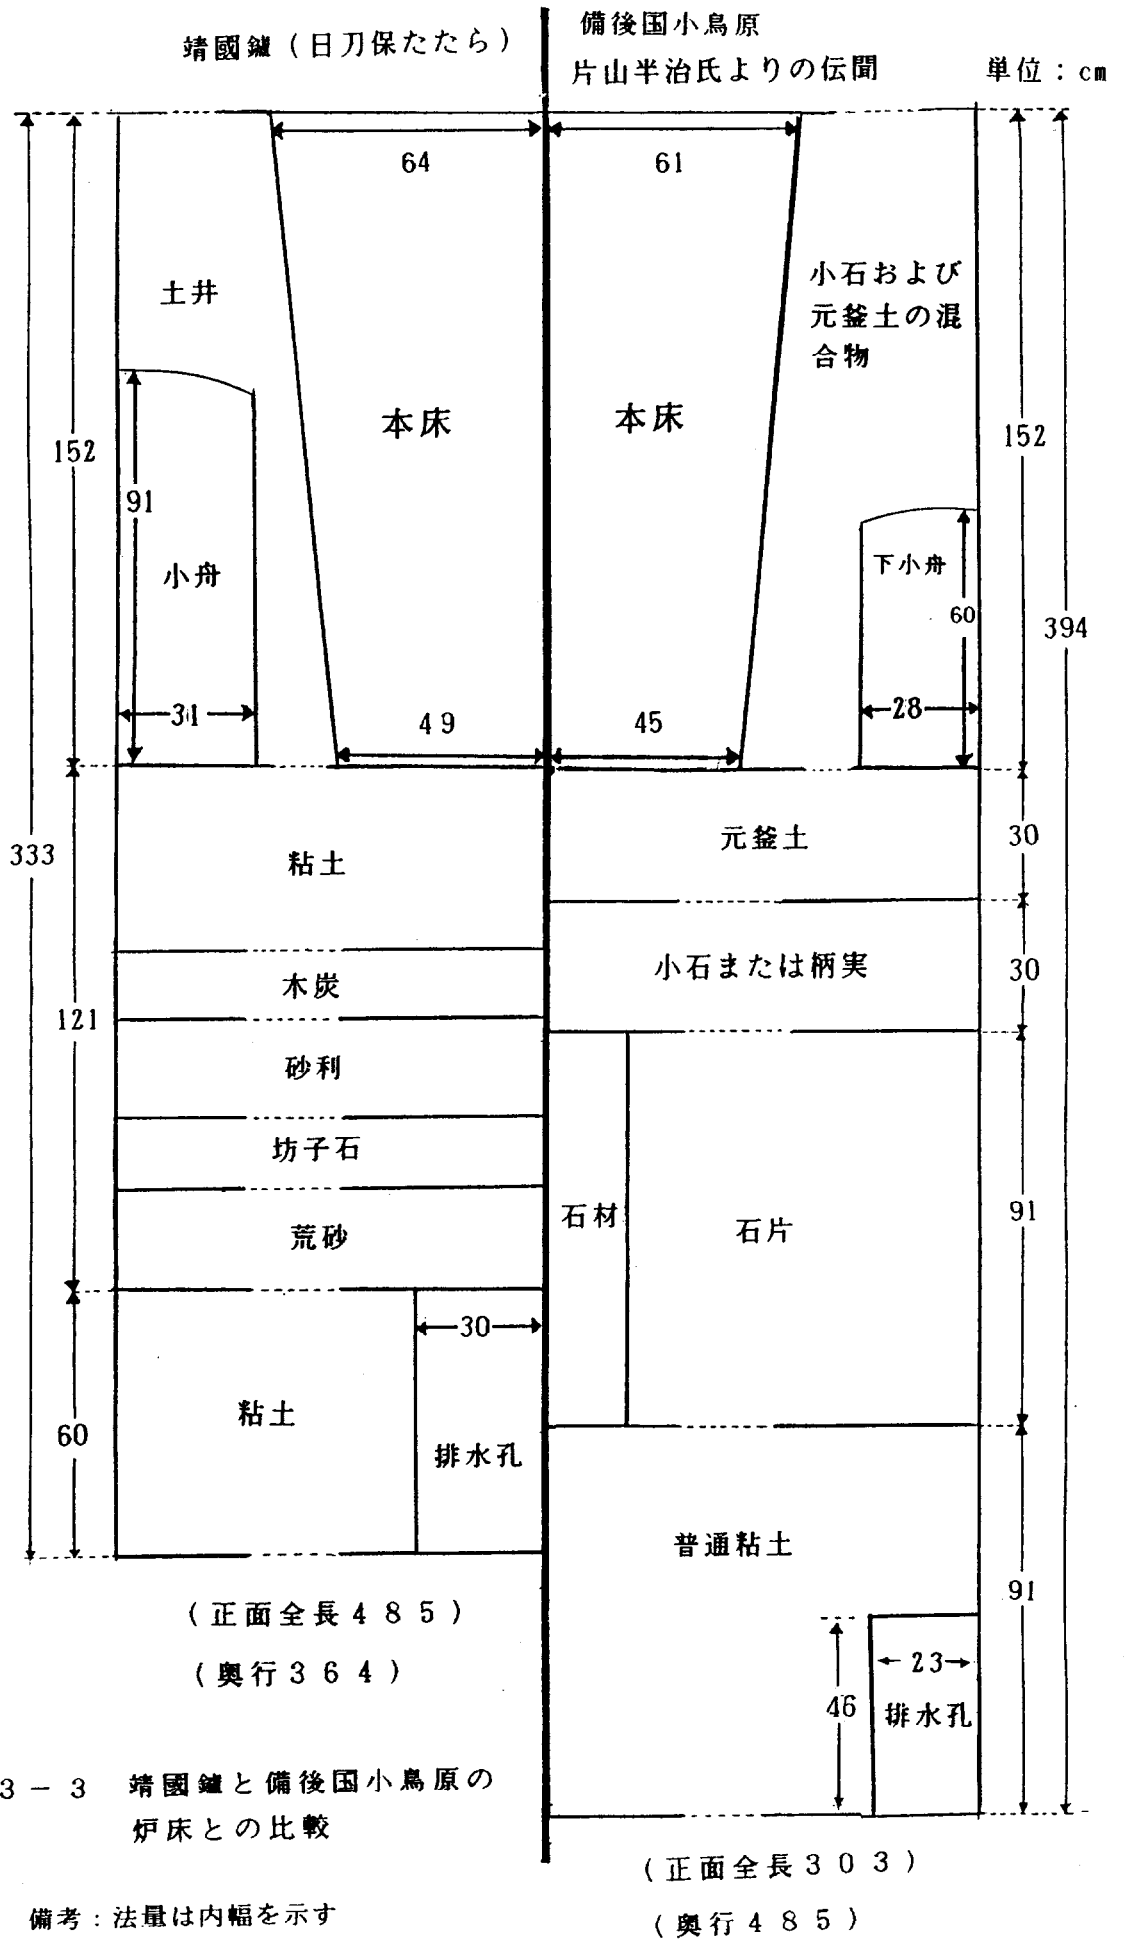 靖國鑪（日刀保たたら）
備後国小鳥原
片山半治氏よりの伝聞
単位：cm
64
61
土井
小石および
元釜土の混
合物
本床
本床
152
91
小舟
31
49
45
下小舟
60
28
152
394
333
粘土
木炭
121
砂利
坊子石
荒砂
60
粘土
30
排水孔
元釜土
30
小石または柄実
30
石材
石片
91
普通粘土
91
46
23
排水孔
（正面全長４８５）
（奥行３６４）
3－3 靖國鑪と備後国小鳥原の
炉床との比較
備考：法量は内幅を示す
（正面全長３０３）
（奥行４８５）